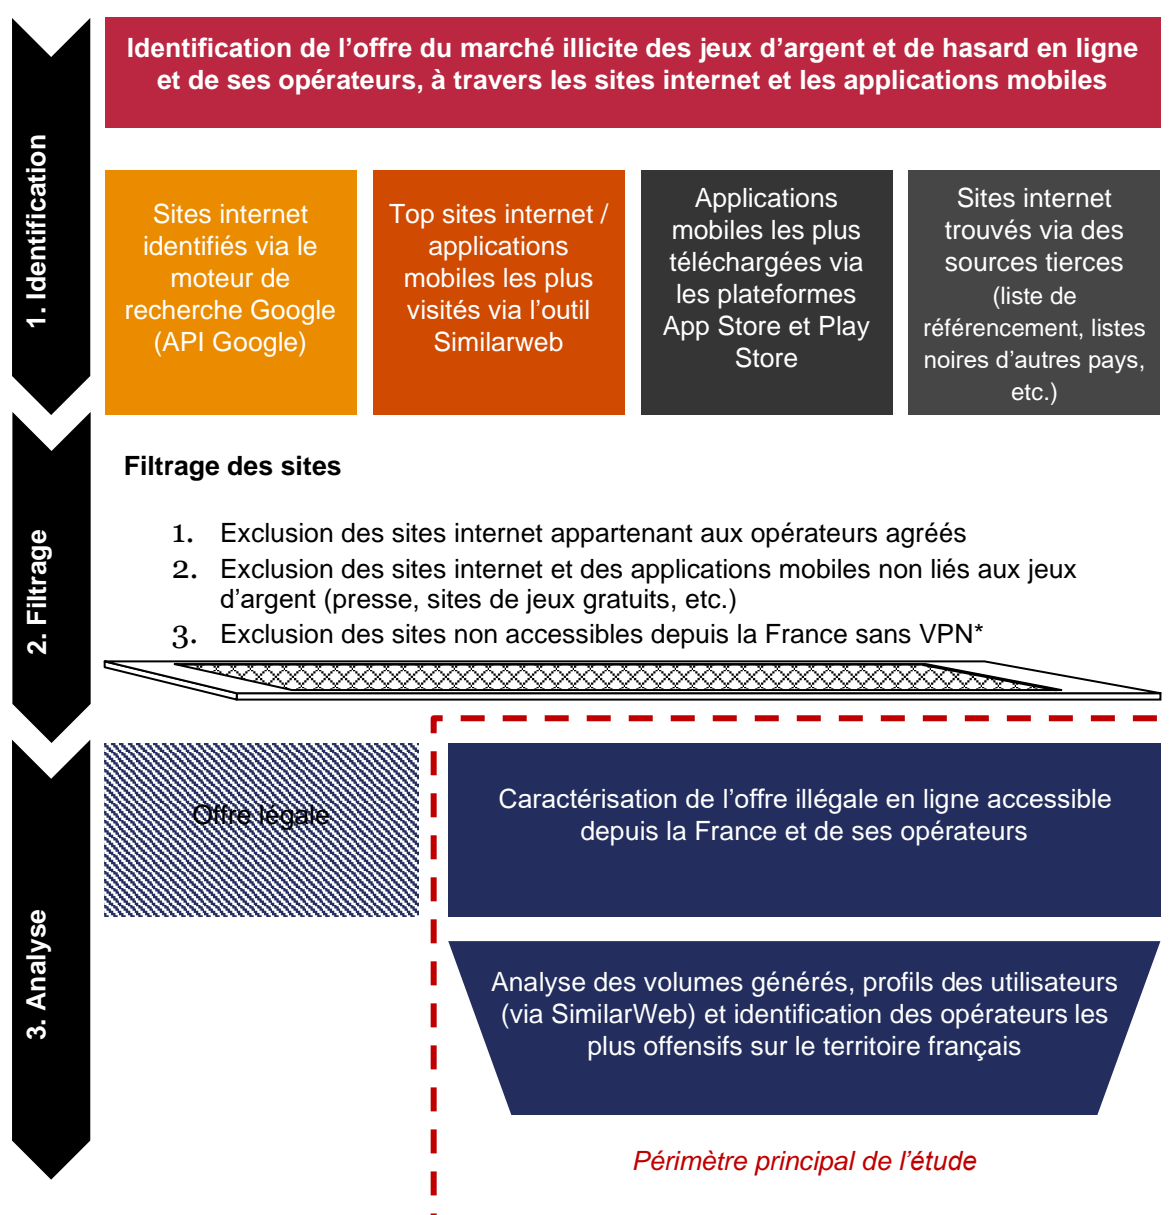 Identification de l’offre du marché illicite des jeux d’argent et de hasard en ligne
et de ses opérateurs, à travers les sites internet et les applications mobiles
1. Identification
Sites internet
identifiés via le
moteur de
recherche Google
(API Google)
Top sites internet /
applications
mobiles les plus
visités via l’outil
Similarweb
Applications
mobiles les plus
téléchargées via
les plateformes
App Store et Play
Store
Sites internet
trouvés via des
sources tierces
(liste de
référencement, listes
noires d’autres pays,
etc.)
2. Filtrage
Filtrage des sites
1. Exclusion des sites internet appartenant aux opérateurs agréés
2. Exclusion des sites internet et des applications mobiles non liés aux jeux
d’argent (presse, sites de jeux gratuits, etc.)
3. Exclusion des sites non accessibles depuis la France sans VPN*
3. Analyse
Offre légale
Caractérisation de l’offre illégale en ligne accessible
depuis la France et de ses opérateurs
Analyse des volumes générés, profils des utilisateurs
(via SimilarWeb) et identification des opérateurs les
plus offensifs sur le territoire français
Périmètre principal de l’étude